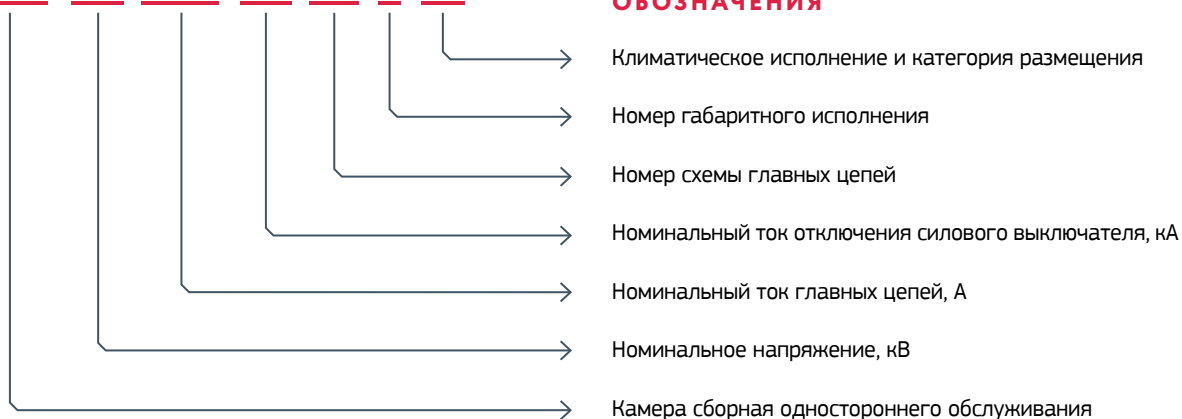 ОБОЗНАЧЕНИЯ
Климатическое исполнение и категория размещения
Номер габаритного исполнения
Номер схемы главных цепей
Номинальный ток отключения силового выключателя, кА
Номинальный ток главных цепей, А
Номинальное напряжение, кВ
Камера сборная одностороннего обслуживания